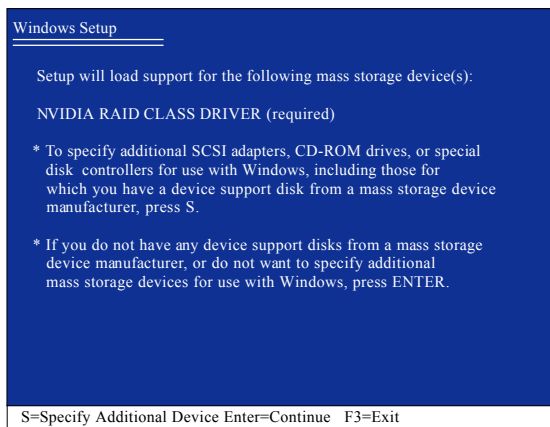 Windows Setup
Setup will load support for the following mass storage device(s):
NVIDIA RAID CLASS DRIVER (required)
* To specify additional SCSI adapters, CD-ROM drives, or special
disk controllers for use with Windows, including those for
which you have a device support disk from a mass storage device
manufacturer, press S.
* If you do not have any device support disks from a mass storage
device manufacturer, or do not want to specify additional
mass storage devices for use with Windows, press ENTER.
S=Specify Additional Device Enter=Continue F3=Exit